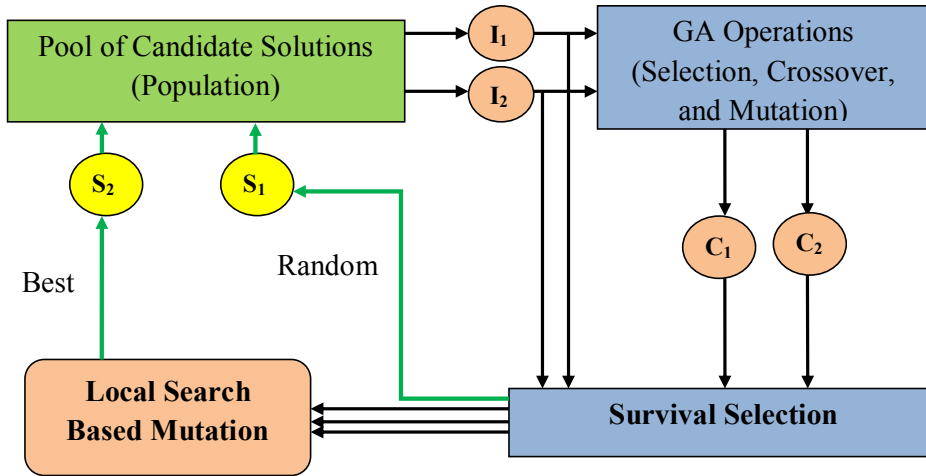 Pool of Candidate Solutions
(Population)
I₁
I₂
GA Operations
(Selection, Crossover,
and Mutation)
S₂
S₁
C₁
C₂
Best
Random
Local Search
Based Mutation
Survival Selection